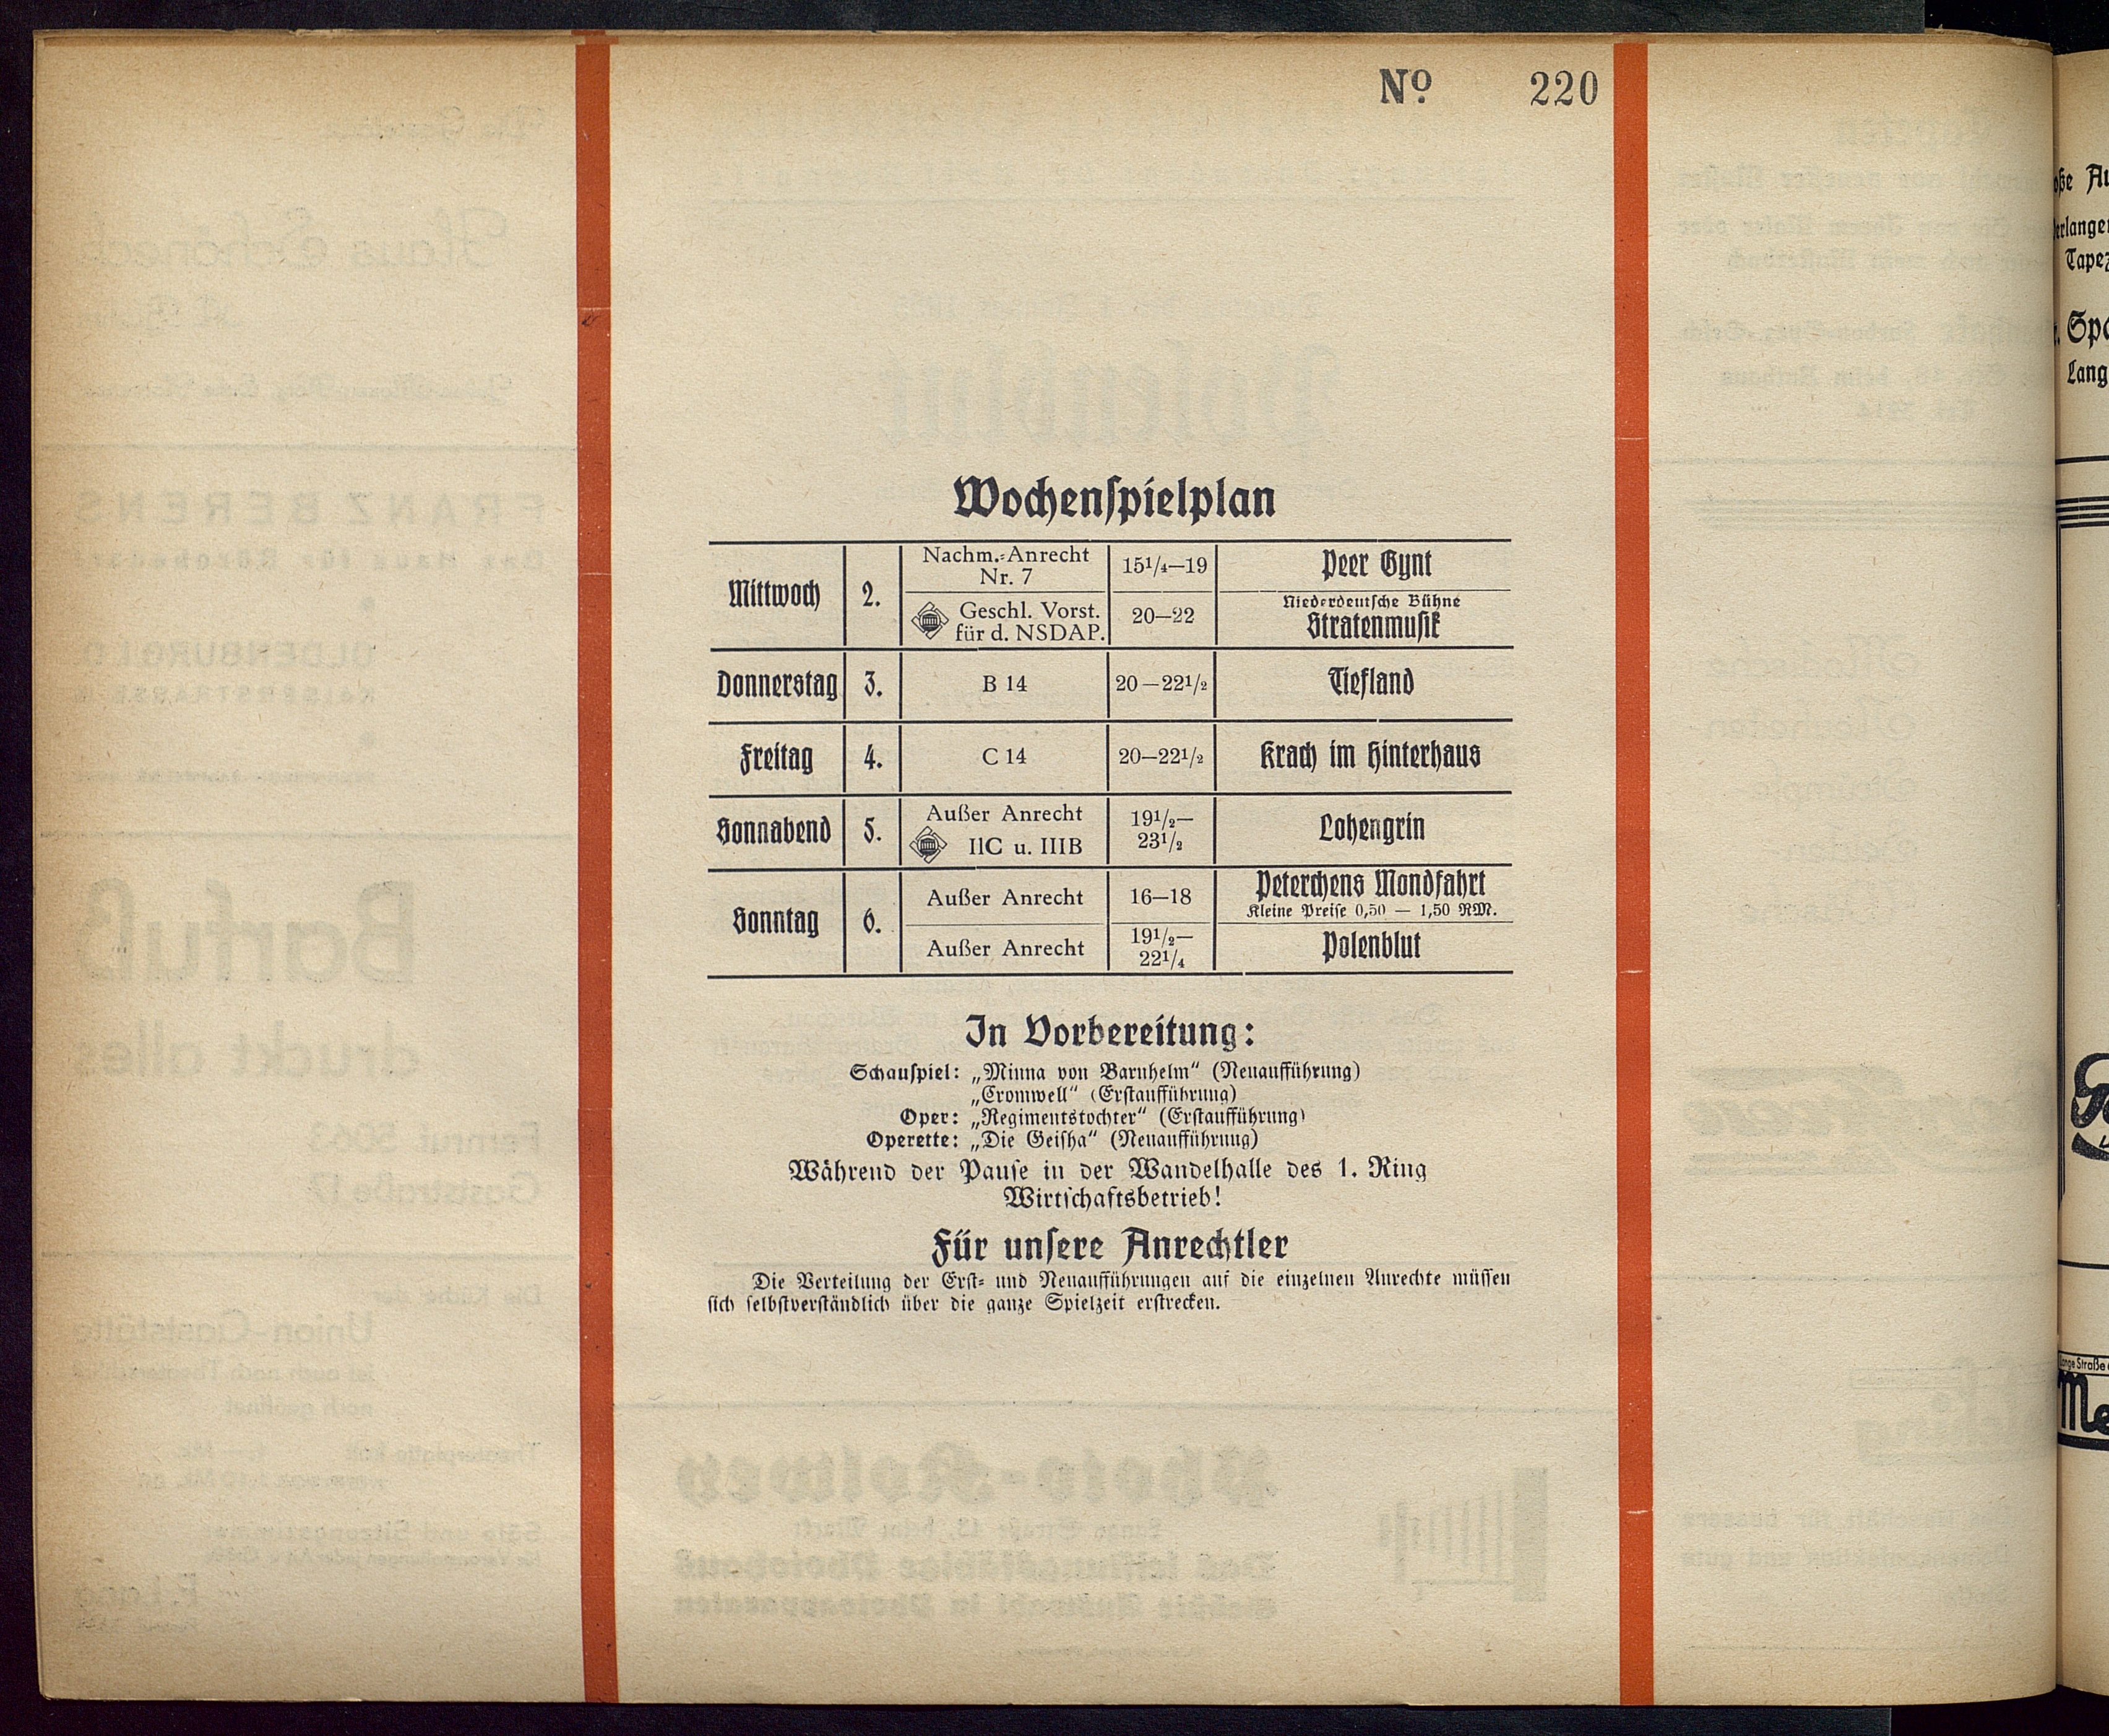 Nº 220
Wochenspielplan
Mittwoch 2. Nachm.-Anrecht Nr. 7 15¹/₄—19 Peer Gynt
Geschl. Vorst. für d. NSDAP. 20—22 Niederdeutsche Bühne Stratenmusik
Donnerstag 3. B 14 20—22¹/₂ Tiefland
Freitag 4. C 14 20—22¹/₂ Krach im Hinterhaus
Sonnabend 5. Außer Anrecht IIC u. IIIB 19¹/₂—23¹/₂ Lohengrin
Sonntag 6. Außer Anrecht 16—18 Peterchens Mondfahrt
Kleine Preise 0,50 — 1,50 RM.
Außer Anrecht 19¹/₂—22¹/₄ Polenblut
In Vorbereitung:
Schauspiel: „Minna von Barnhelm“ (Neuaufführung)
„Cromwell“ (Erstaufführung)
Oper: „Regimentstochter“ (Erstaufführung)
Operette: „Die Geisha“ (Neuaufführung)
Während der Pause in der Wandelhalle des 1. Ring
Wirtschaftsbetrieb!
Für unsere Anrechtler
Die Verteilung der Erst- und Neuaufführungen auf die einzelnen Anrechte müssen
sich selbstverständlich über die ganze Spielzeit erstrecken.